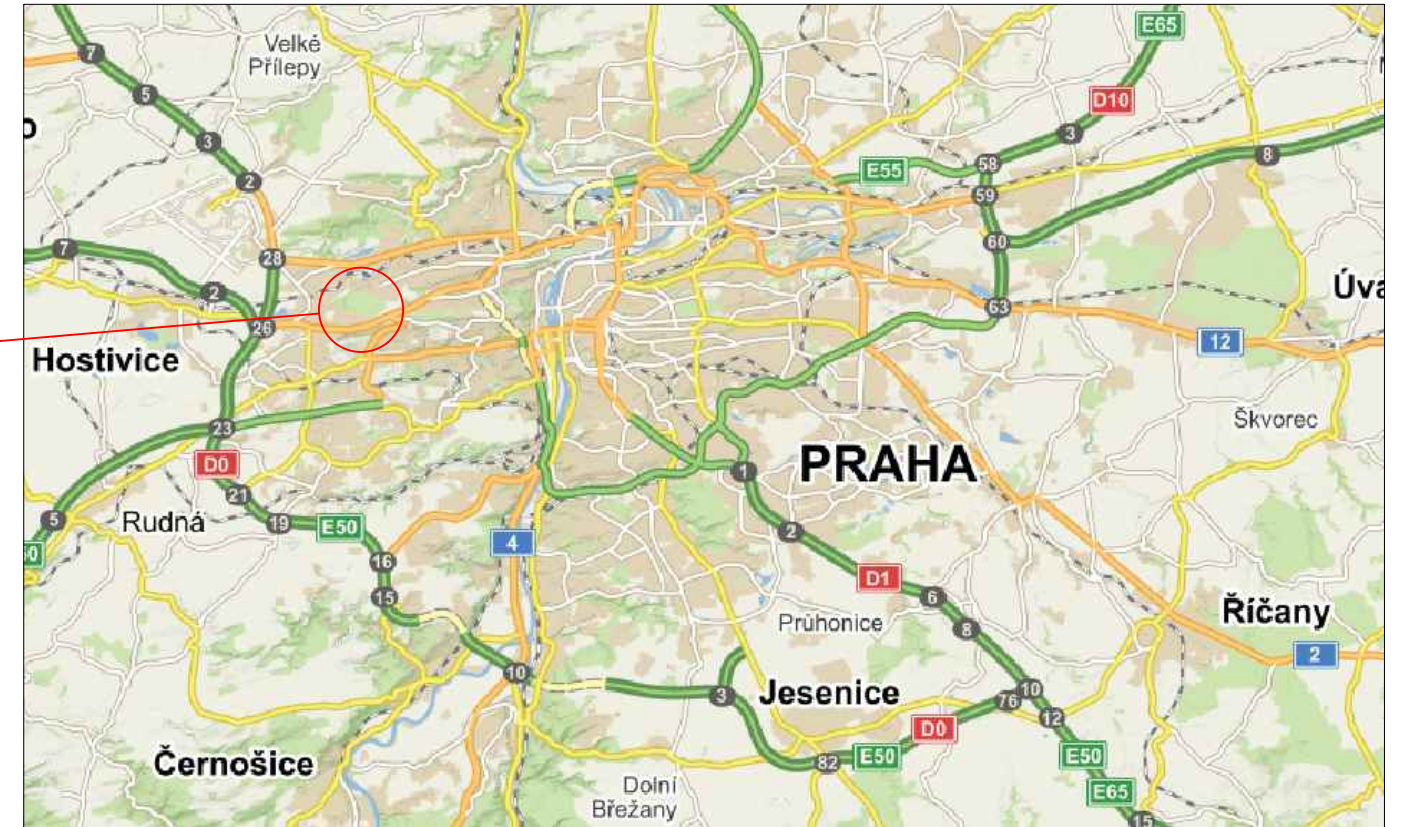 E65
Velké
Přílepy
7
5
D10
3
3
58
8
2
E55
59
7
60
28
2
63
26
12
Hostivice
Škvorec
23
PRAHA
D0
1
21
5
Rudná
19
E50
2
4
16
D1
15
6
Průhonice
8
Říčany
2
10
3
Jesenice
10
76
12
D0
82
E50
E50
Černošice
Dolní
Břežany
E65
15